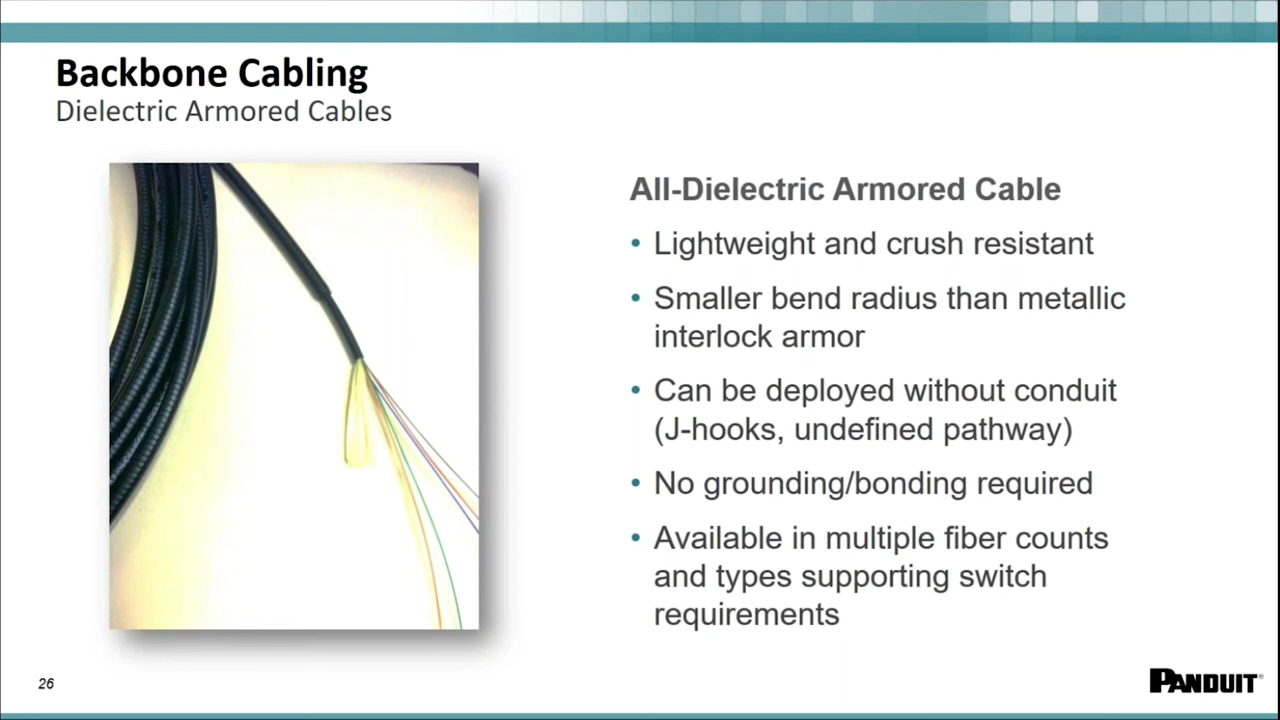 Backbone Cabling
Dielectric Armored Cables
All-Dielectric Armored Cable
• Lightweight and crush resistant
• Smaller bend radius than metallic
interlock armor
• Can be deployed without conduit
(J-hooks, undefined pathway)
• No grounding/bonding required
• Available in multiple fiber counts
and types supporting switch
requirements
26
PANDUIT®